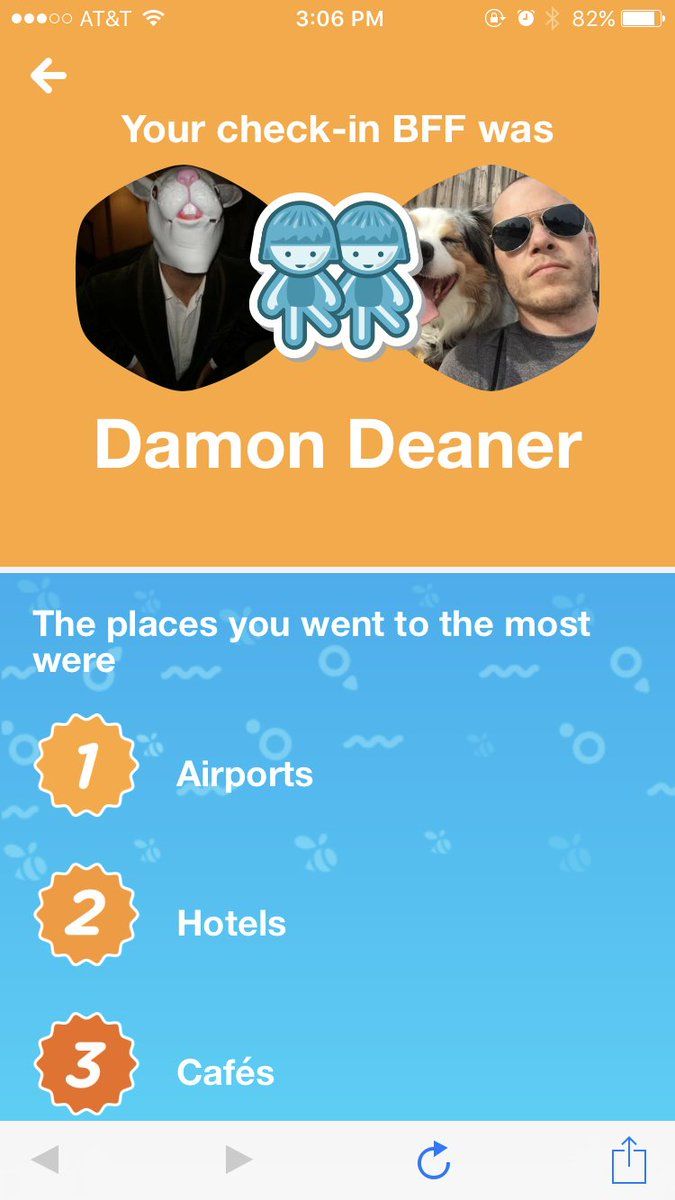 AT&T 3:06 PM 82%
Your check-in BFF was
Damon Deaner
The places you went to the most
were
1 Airports
2 Hotels
3 Cafés